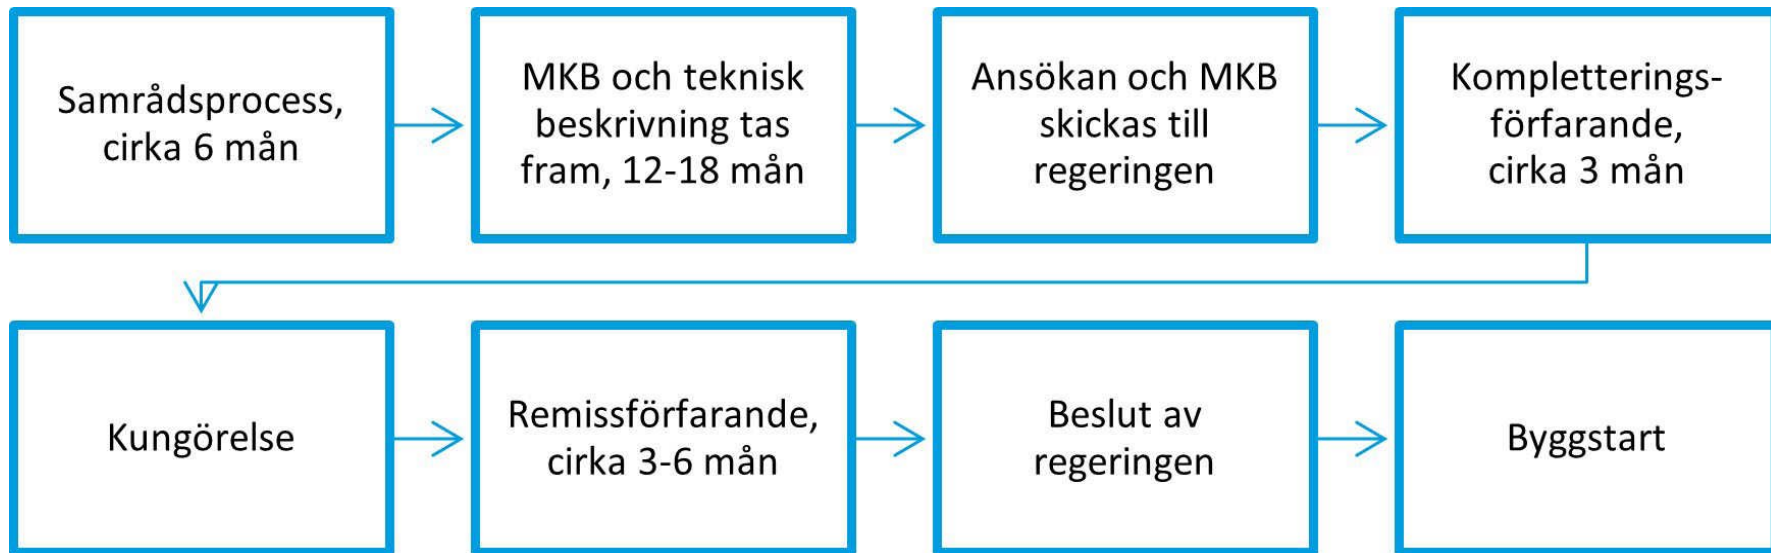 Samrådsprocess,
cirka 6 mån
MKB och teknisk
beskrivning tas
fram, 12-18 mån
Ansökan och MKB
skickas till
regeringen
Kompletterings-
förfarande,
cirka 3 mån
Kungörelse
Remissförfarande,
cirka 3-6 mån
Beslut av
regeringen
Byggstart